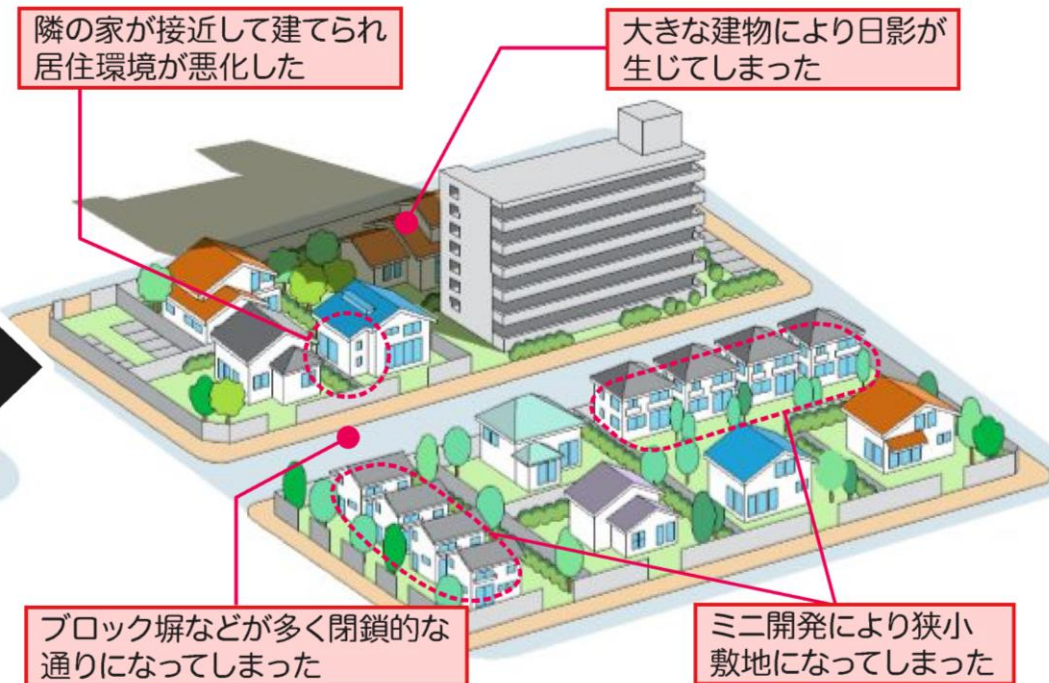 隣の家が接近して建てられ
居住環境が悪化した
大きな建物により日影が
生じてしまった
ブロック塀などが多く閉鎖的な
通りになってしまった
ミニ開発により狭小
敷地になってしまった